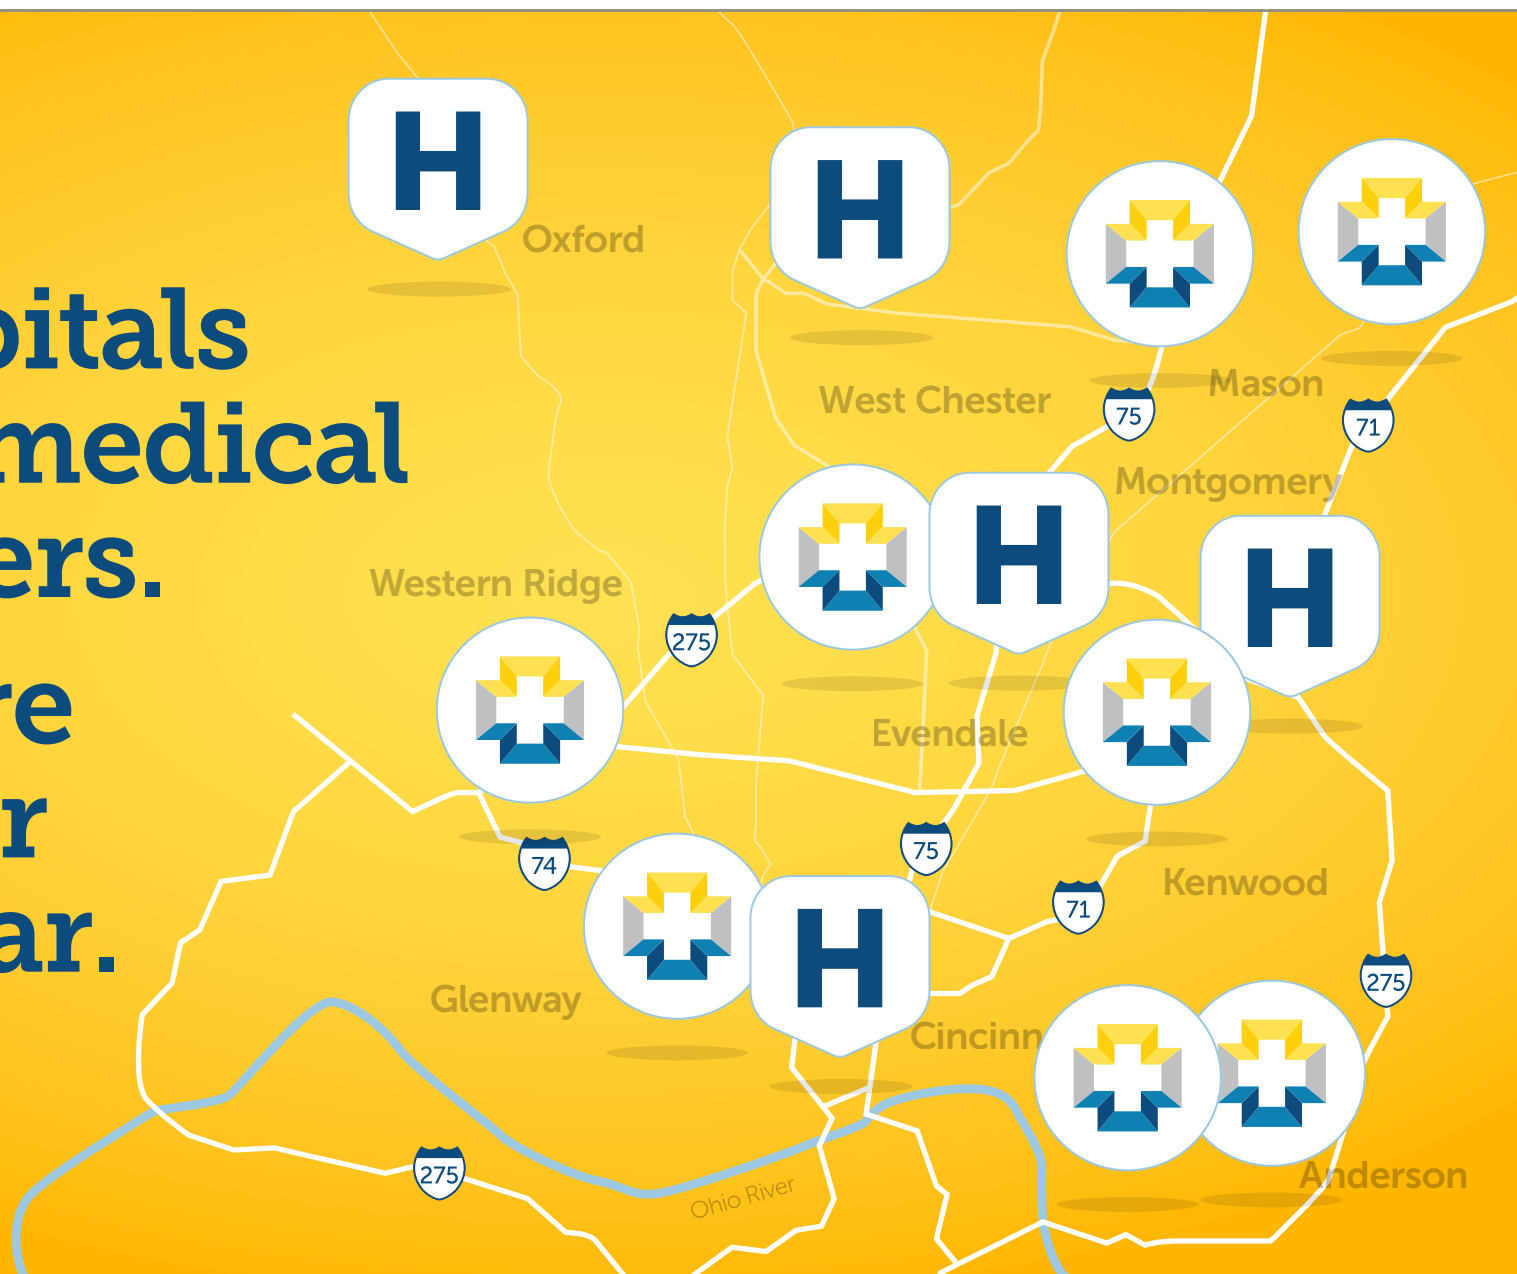 H
H
Oxford
pitals
Mason
West Chester
75
medical
71
Montgomery
H
ers.
H
Western Ridge
275
re
Evendale
r
75
74
Kenwood
71
ar.
H
275
Glenway
Cincinn
275
Anderson
Ohio River